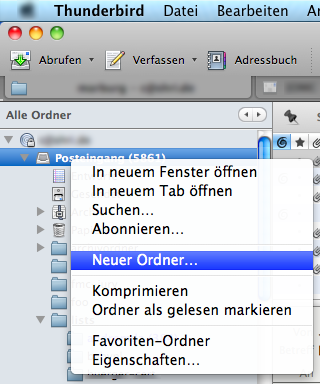 Thunderbird Datei Bearbeiten An
Abrufen Verfassen Adressbuch
Alle Ordner
Posteingang (5861)
In neuem Fenster öffnen
In neuem Tab öffnen
Suchen...
Abonnieren...
Neuer Ordner...
Komprimieren
Ordner als gelesen markieren
Favoriten-Ordner
Eigenschaften...
An